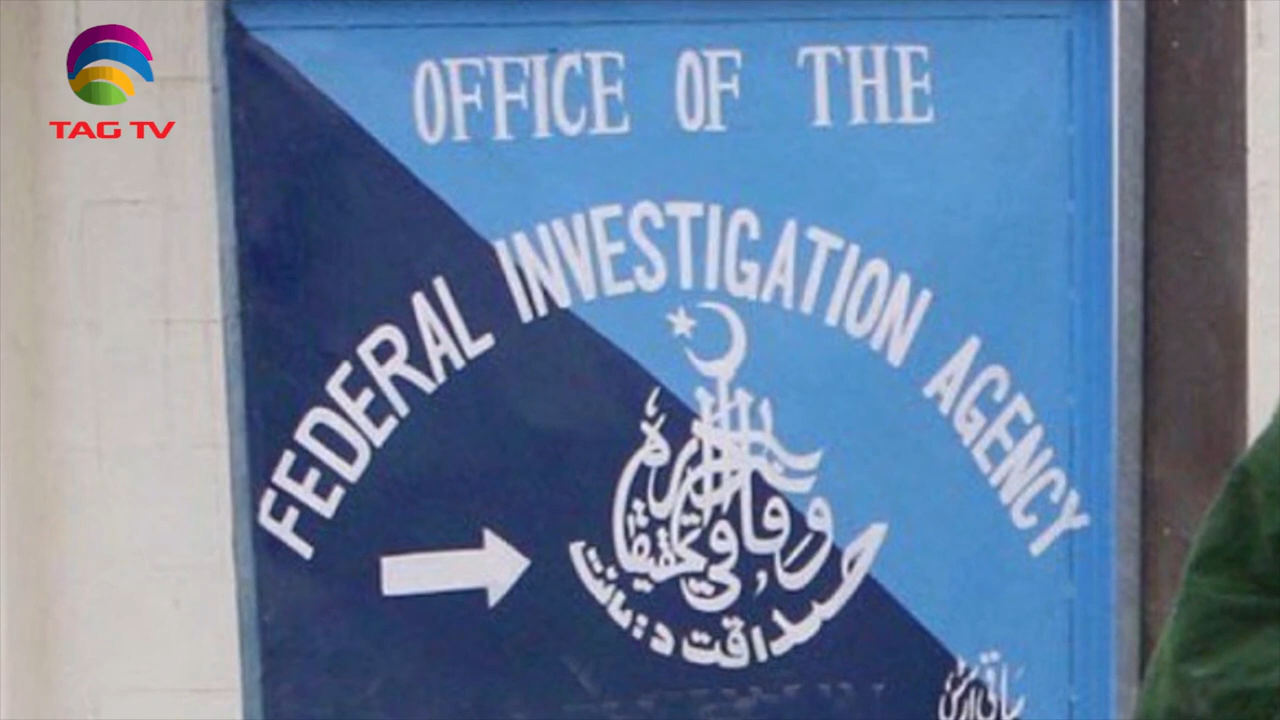 TAG TV
OFFICE OF THE
FEDERAL INVESTIGATION AGENCY
وفاقی تحقیقاتی ادارہ
صداقت دیانت